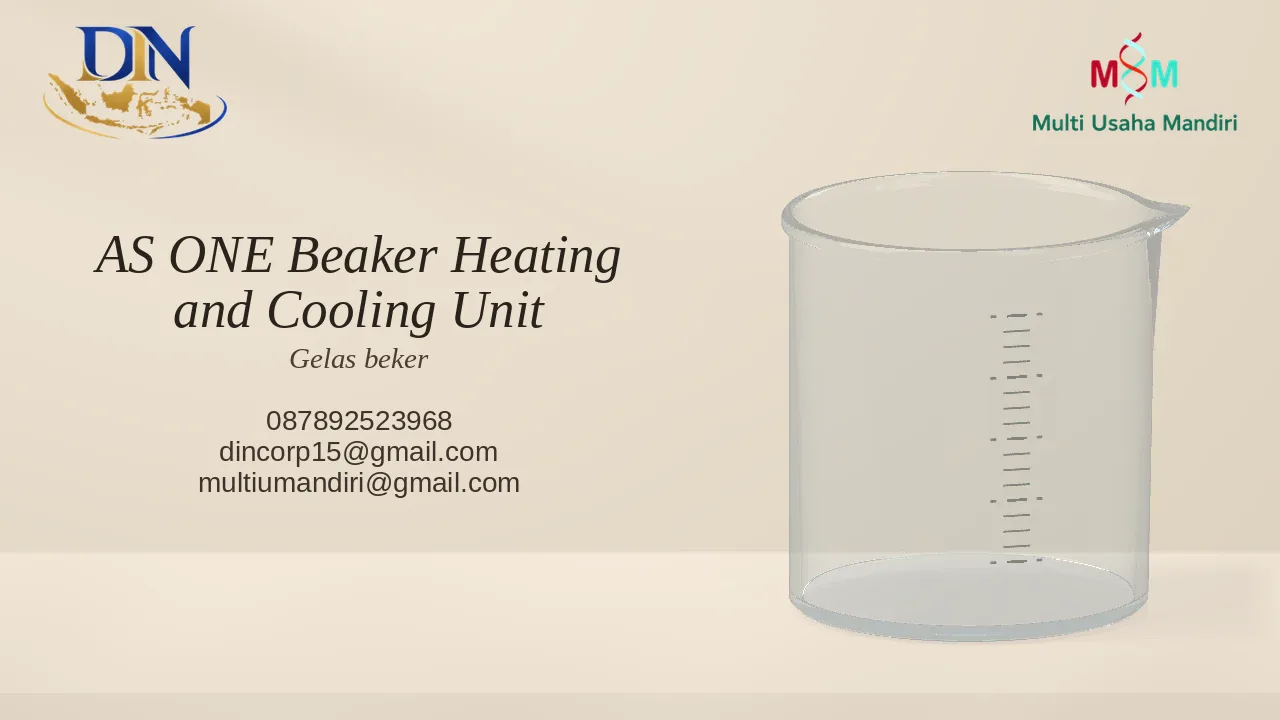 DIN
M M
Multi Usaha Mandiri
AS ONE Beaker Heating
and Cooling Unit
Gelas beker
087892523968
dincorp15@gmail.com
multiumandiri@gmail.com